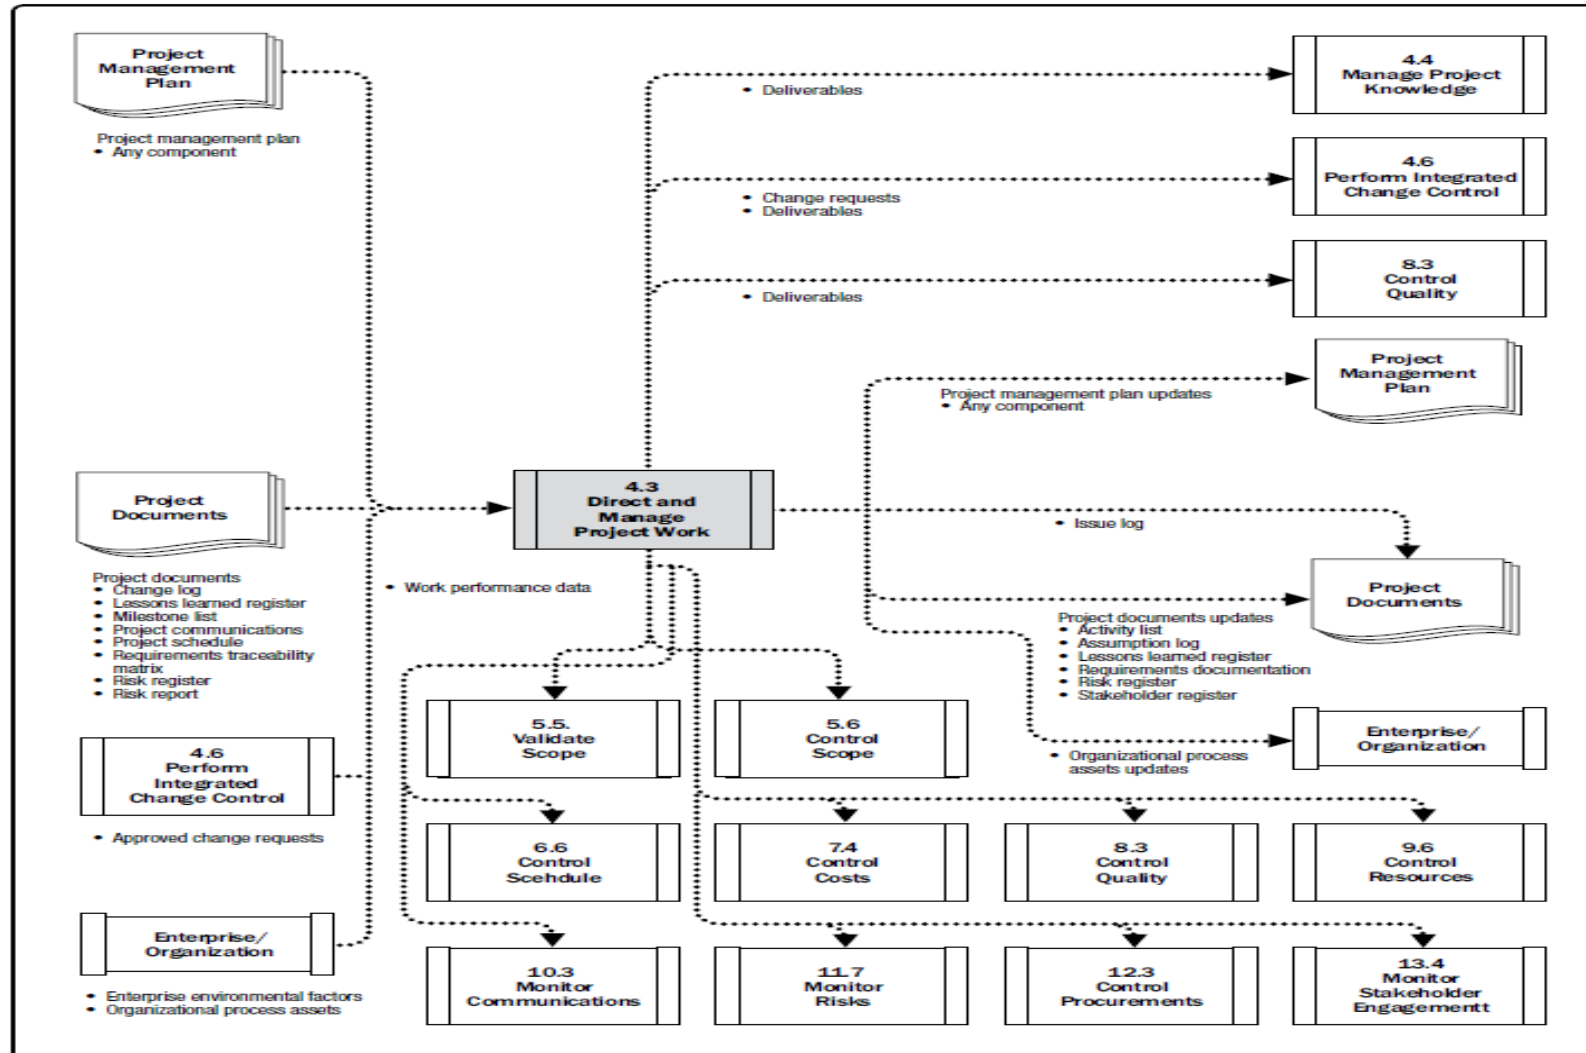 Project
Management
Plan
Project management plan
• Any component
4.4
Manage Project
Knowledge
• Deliverables
4.6
Perform Integrated
Change Control
• Change requests
• Deliverables
8.3
Control
Quality
• Deliverables
Project
Management
Plan
Project management plan updates
• Any component
4.3
Direct and
Manage
Project Work
Project
Documents
• Issue log
Project documents
• Change log
• Lessons learned register
• Milestone list
• Project communications
• Project schedule
• Requirements traceability
matrix
• Risk register
• Risk report
• Work performance data
Project
Documents
Project documents updates
• Activity list
• Assumption log
• Lessons learned register
• Requirements documentation
• Risk register
• Stakeholder register
5.5.
Validate
Scope
5.6
Control
Scope
Enterprise/
Organization
• Organizational process
assets updates
4.6
Perform
Integrated
Change Control
• Approved change requests
6.6
Control
Scehdule
7.4
Control
Costs
8.3
Control
Quality
9.6
Control
Resources
Enterprise/
Organization
• Enterprise environmental factors
• Organizational process assets
10.3
Monitor
Communications
11.7
Monitor
Risks
12.3
Control
Procurements
13.4
Monitor
Stakeholder
Engagementt